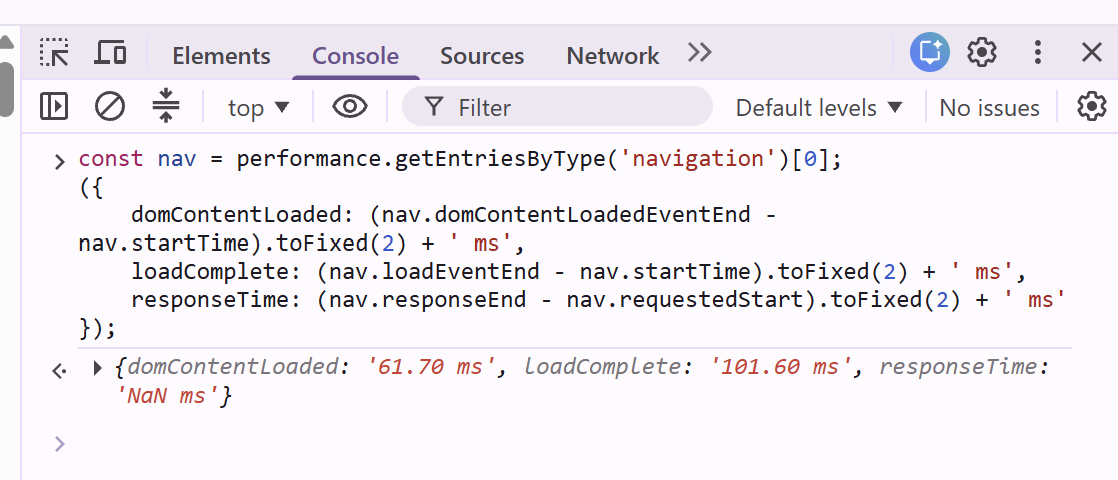 Elements Console Sources Network
top Filter Default levels No issues
const nav = performance.getEntriesByType('navigation')[0];
({
    domContentLoaded: (nav.domContentLoadedEventEnd -
nav.startTime).toFixed(2) + ' ms',
    loadComplete: (nav.loadEventEnd - nav.startTime).toFixed(2) + ' ms',
    responseTime: (nav.responseEnd - nav.requestedStart).toFixed(2) + ' ms'
});
{domContentLoaded: '61.70 ms', loadComplete: '101.60 ms', responseTime:
'NaN ms'}